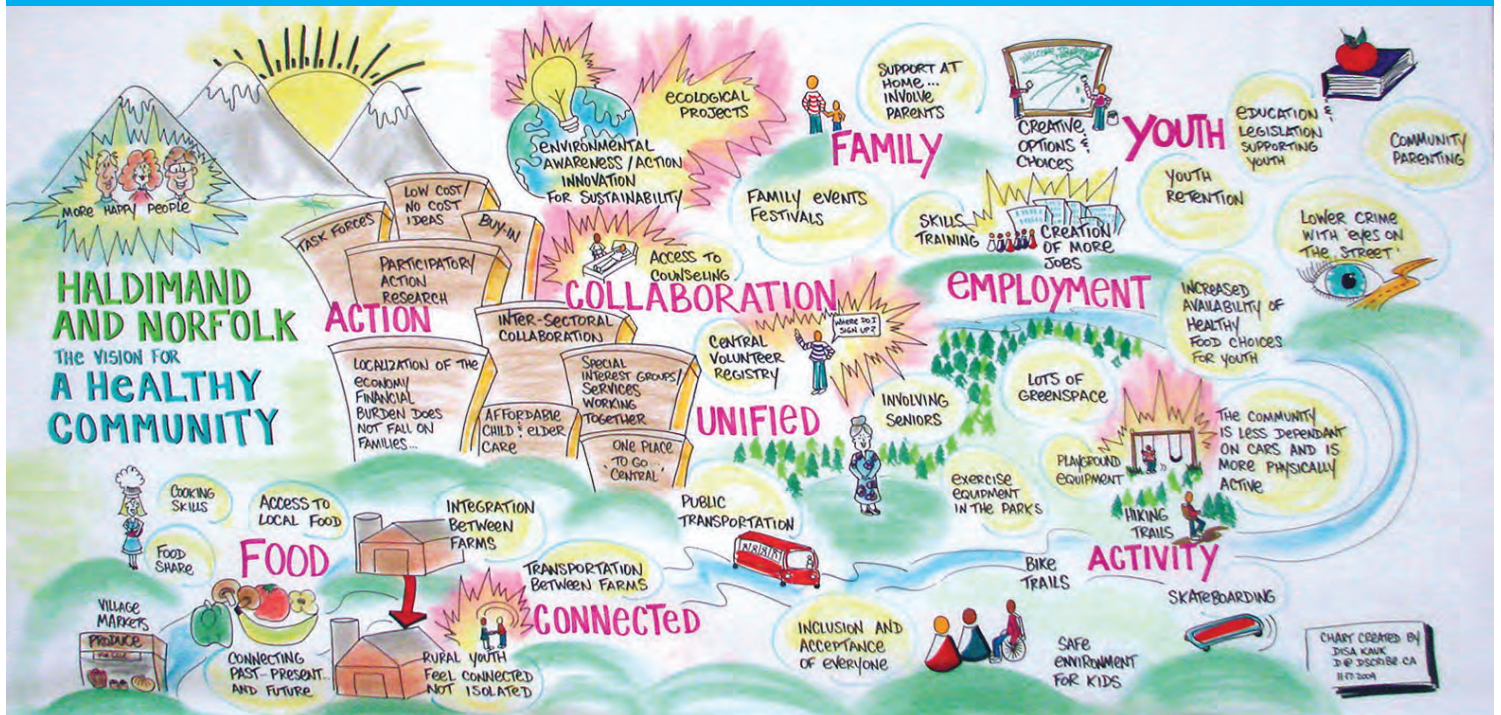 MORE HAPPY PEOPLE
HALDIMAND
AND NORFOLK
THE VISION FOR
A HEALTHY
COMMUNITY
TASK FORCES
LOW COST/
NO COST
IDEAS
BUY-IN
PARTICIPATORY
ACTION
RESEARCH
ACTION
INTER-SECTORAL
COLLABORATION
LOCALIZATION OF THE
ECONOMY
FINANCIAL
BURDEN DOES
NOT FALL ON
FAMILIES...
AFFORDABLE
CHILD & ELDER
CARE
SPECIAL
INTEREST GROUPS/
SERVICES
WORKING
TOGETHER
ONE PLACE
TO GO
CENTRAL
ECOLOGICAL
PROJECTS
ENVIRONMENTAL
AWARENESS/ACTION
INNOVATION
FOR SUSTAINABILITY
ACCESS TO
COUNSELING
COLLABORATION
CENTRAL
VOLUNTEER
REGISTRY
WHERE DO I
SIGN UP?
UNIFIED
INVOLVING
SENIORS
SUPPORT AT
HOME...
INVOLVE
PARENTS
FAMILY
FAMILY EVENTS
FESTIVALS
CREATIVE
OPTIONS &
CHOICES
YOUTH
EDUCATION &
LEGISLATION
SUPPORTING
YOUTH
COMMUNITY
PARENTING
YOUTH
RETENTION
LOWER CRIME
WITH 'EYES ON
THE STREET'
SKILLS
TRAINING
CREATION
OF MORE
JOBS
EMPLOYMENT
INCREASED
AVAILABILITY OF
HEALTHY
FOOD CHOICES
FOR YOUTH
LOTS OF
GREENSPACE
PLAYGROUND
EQUIPMENT
THE COMMUNITY
IS LESS DEPENDANT
ON CARS AND IS
MORE PHYSICALLY
ACTIVE
EXERCISE
EQUIPMENT
IN THE PARKS
HIKING
TRAILS
ACTIVITY
BIKE
TRAILS
SKATEBOARDING
COOKING
SKILLS
FOOD
SHARE
ACCESS TO
LOCAL FOOD
FOOD
INTEGRATION
BETWEEN
FARMS
PUBLIC
TRANSPORTATION
TRANSPORTATION
BETWEEN FARMS
CONNECTED
VILLAGE
MARKETS
PRODUCE
CONNECTING
PAST-PRESENT...
AND FUTURE
RURAL YOUTH
FEEL CONNECTED
NOT ISOLATED
INCLUSION AND
ACCEPTANCE
OF EVERYONE
SAFE
ENVIRONMENT
FOR KIDS
CHART CREATED BY
DISA KAUK
D@DSCRIBE.CA